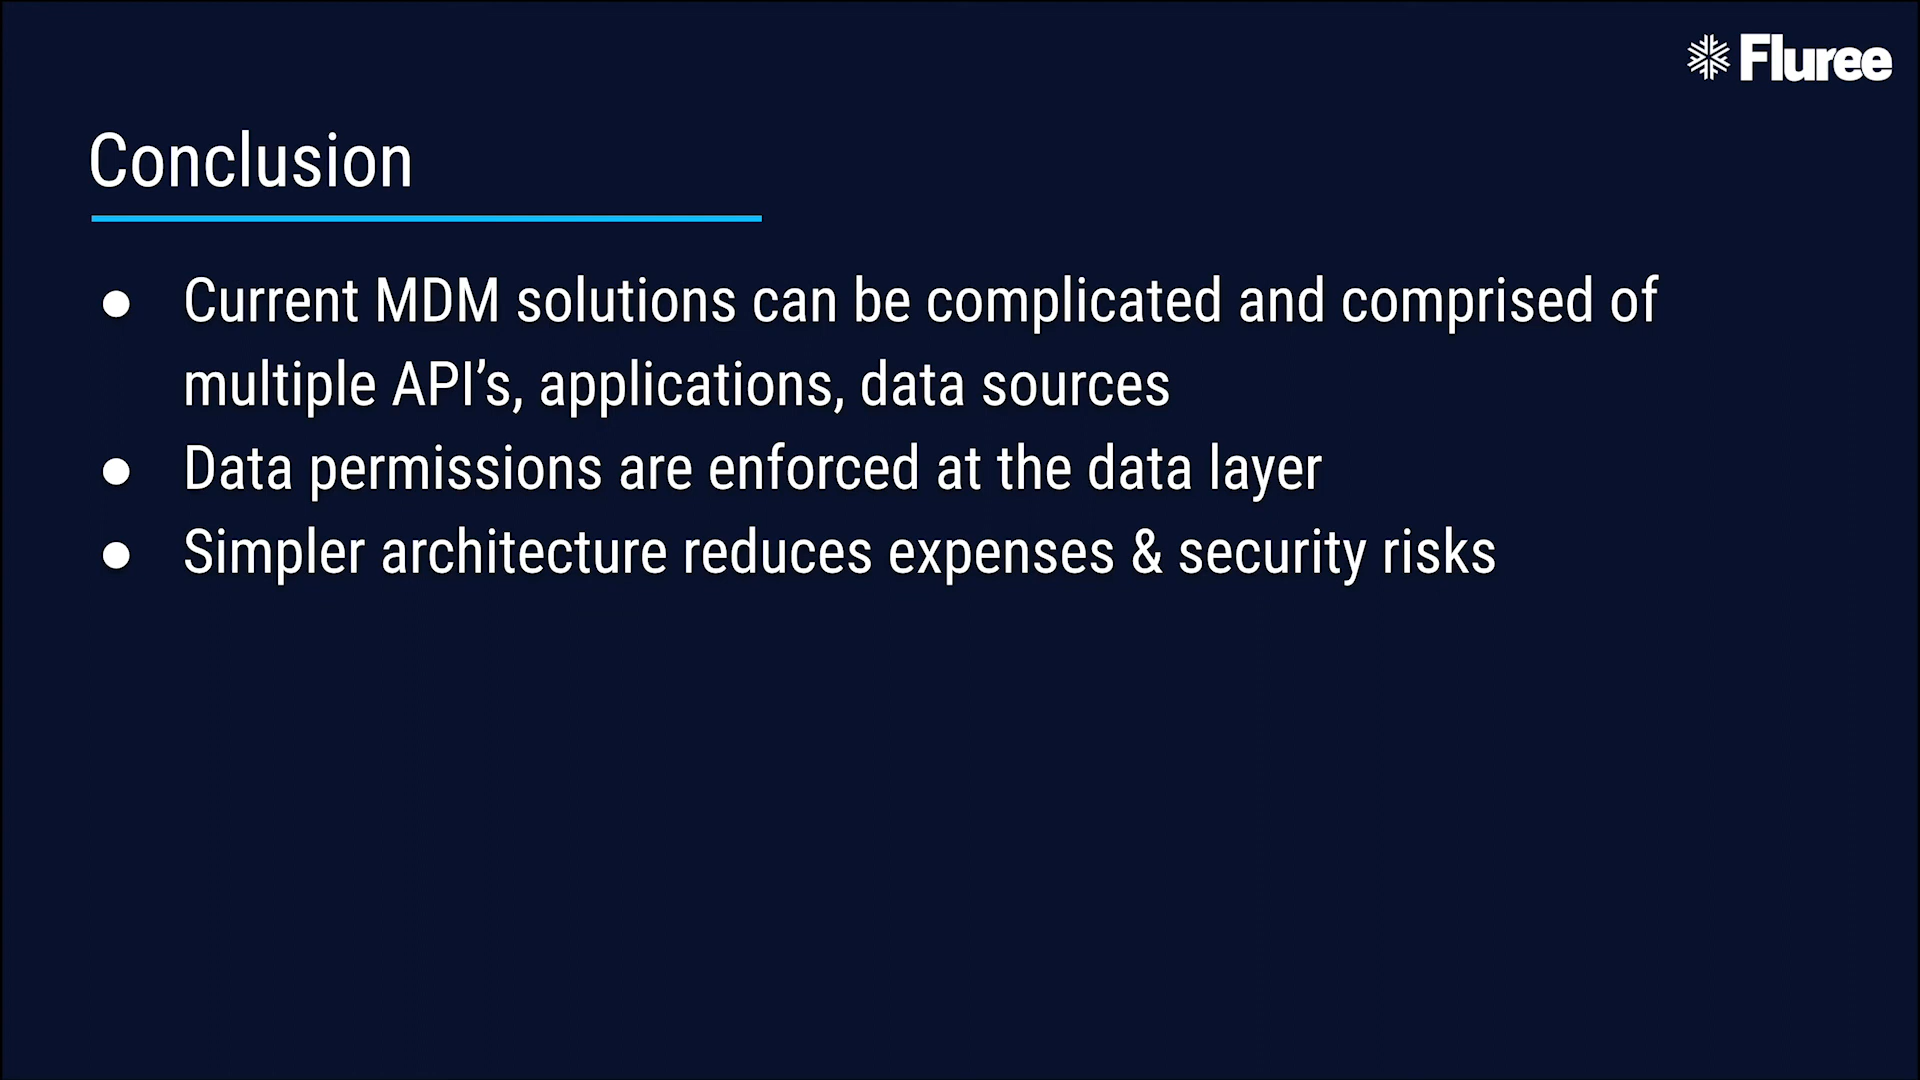 Fluree
Conclusion
● Current MDM solutions can be complicated and comprised of
multiple API’s, applications, data sources
● Data permissions are enforced at the data layer
● Simpler architecture reduces expenses & security risks